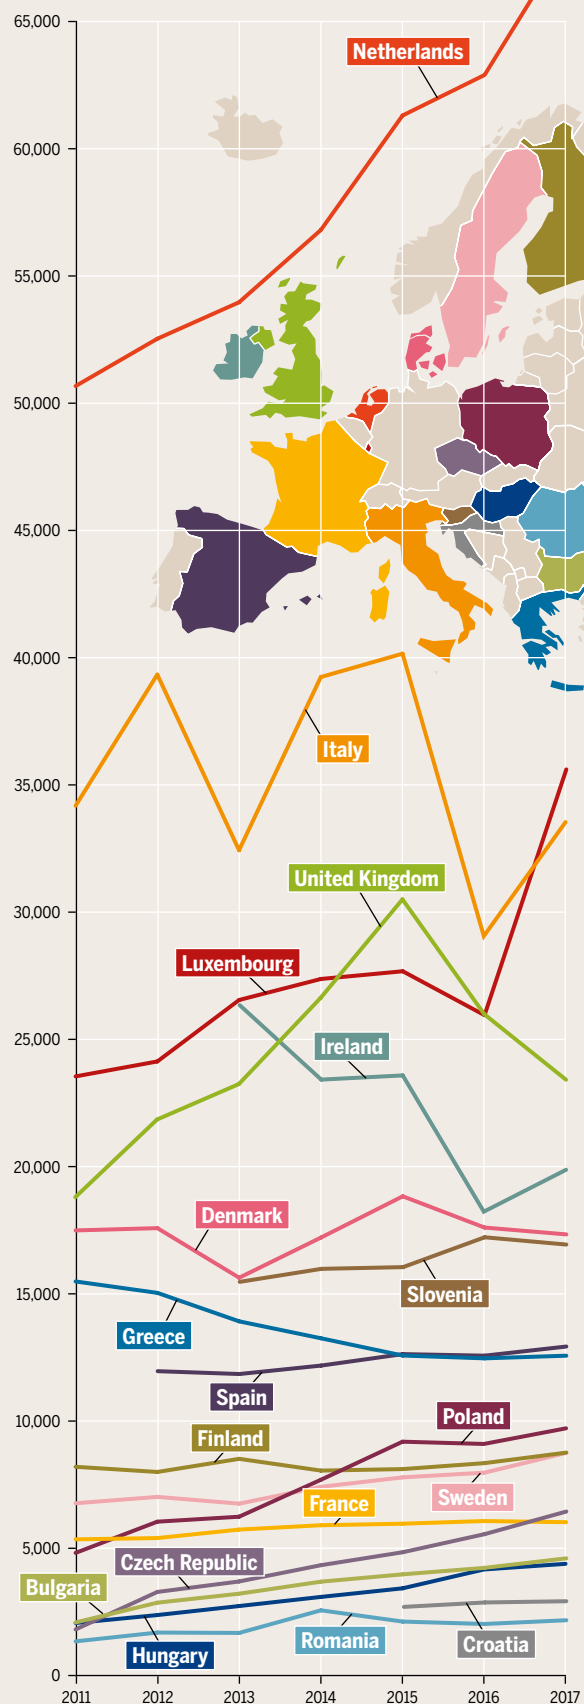 65,000
Netherlands
60,000
55,000
50,000
45,000
40,000
Italy
35,000
United Kingdom
30,000
Luxembourg
Ireland
25,000
20,000
Denmark
Slovenia
15,000
Greece
Spain
Poland
10,000
Finland
Sweden
France
5,000
Czech Republic
Bulgaria
Romania
Croatia
Hungary
0
2011 2012 2013 2014 2015 2016 2017